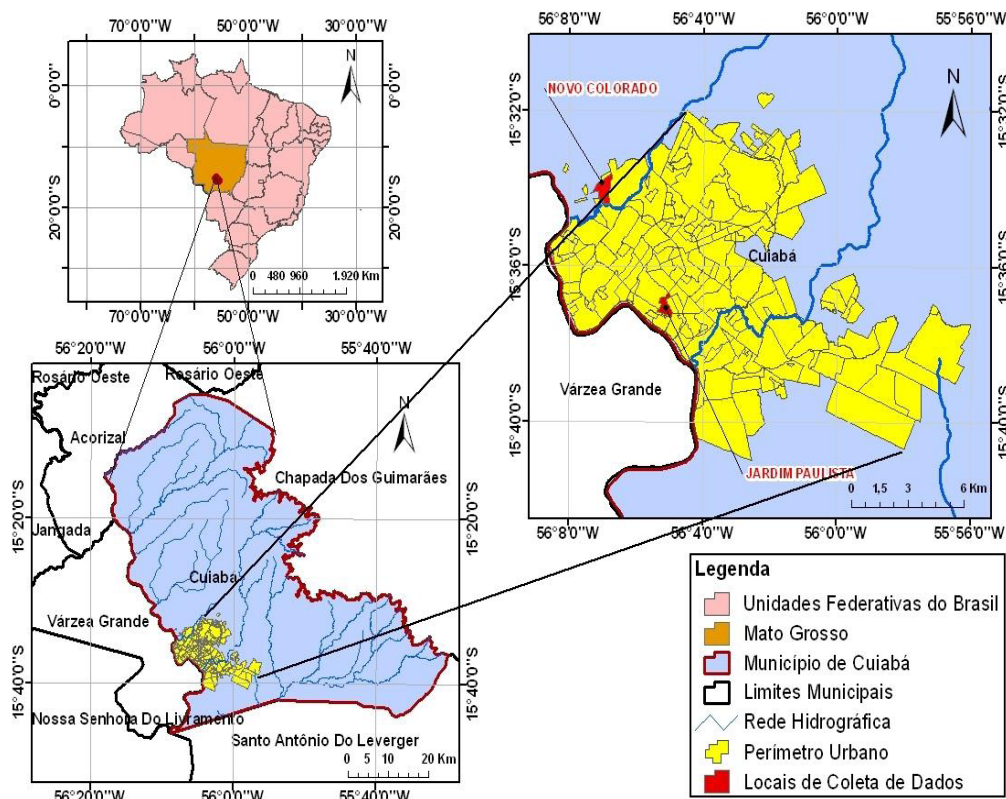 70°0'0"W 50°0'0"W 30°0'0"W
N
0°0'0"
0°0'0"
20°0'0"S
20°0'0"S
0 480 960 1.920 Km
70°0'0"W 50°0'0"W 30°0'0"W
56°8'0"W 56°4'0"W 56°0'0"W 55°56'0"W
NOVO COLORADO
N
15°32'0"S
15°32'0"S
Cuiabá
15°36'0"S
15°36'0"S
Várzea Grande
15°40'0"S
15°40'0"S
JARDIM PAULISTA
0 1,5 3 6 Km
56°8'0"W 56°4'0"W 56°0'0"W 55°56'0"W
56°20'0"W 56°0'0"W 55°40'0"W
Rosário Oeste
Rosário Oeste
N
Acorizal
Chapada Dos Guimarães
15°20'0"S
15°20'0"S
Jangada
Cuiabá
Várzea Grande
15°40'0"S
15°40'0"S
Nossa Senhora Do Livramento
Santo Antônio Do Leverger
0 5 10 20 Km
56°20'0"W 56°0'0"W 55°40'0"W
Legenda
Unidades Federativas do Brasil
Mato Grosso
Município de Cuiabá
Limites Municipais
Rede Hidrográfica
Perímetro Urbano
Locais de Coleta de Dados